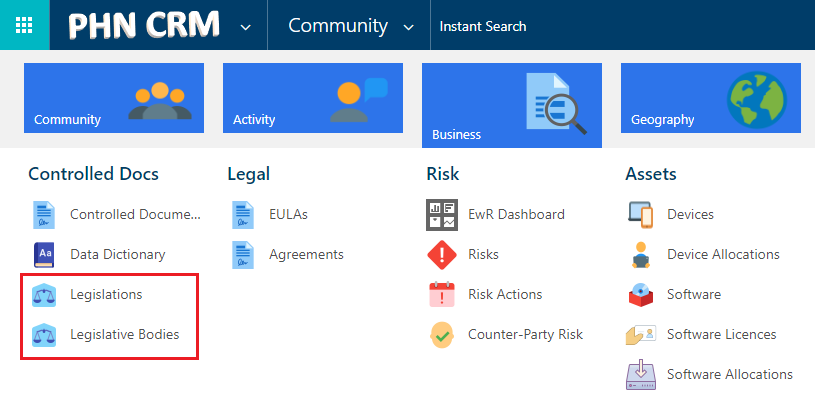 PHN CRM
Community
Instant Search
Community
Activity
Business
Geography
Controlled Docs
Controlled Docume...
Aa
Data Dictionary
Legislations
Legislative Bodies
Legal
EULAs
Agreements
Risk
EwR Dashboard
Risks
Risk Actions
Counter-Party Risk
Assets
Devices
Device Allocations
Software
Software Licences
Software Allocations